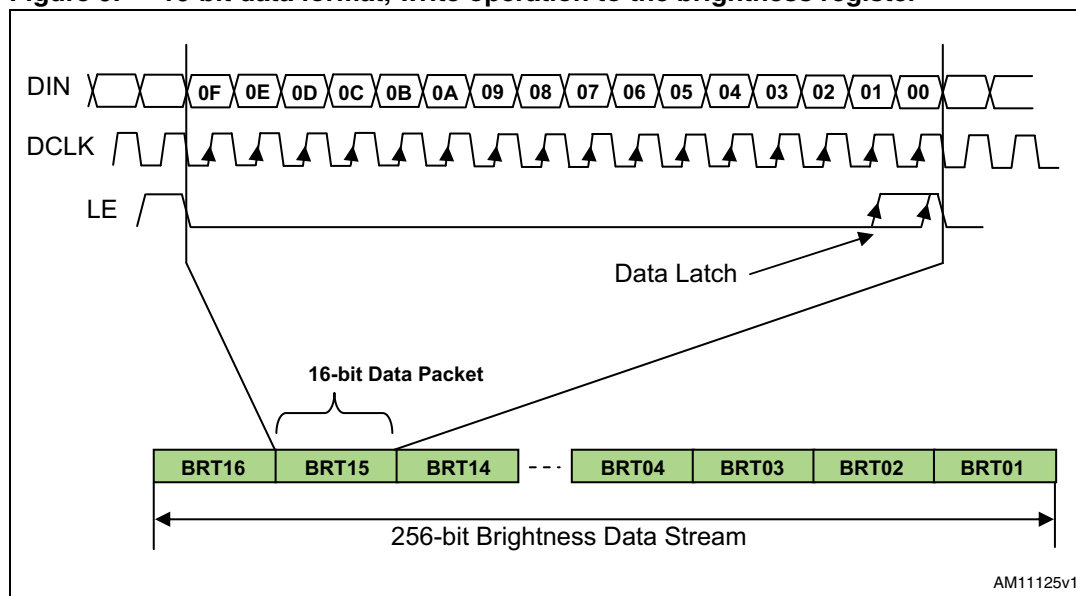 DIN 0F 0E 0D 0C 0B 0A 09 08 07 06 05 04 03 02 01 00
DCLK
LE
Data Latch
16-bit Data Packet
BRT16 BRT15 BRT14 BRT04 BRT03 BRT02 BRT01
256-bit Brightness Data Stream
AM11125v1